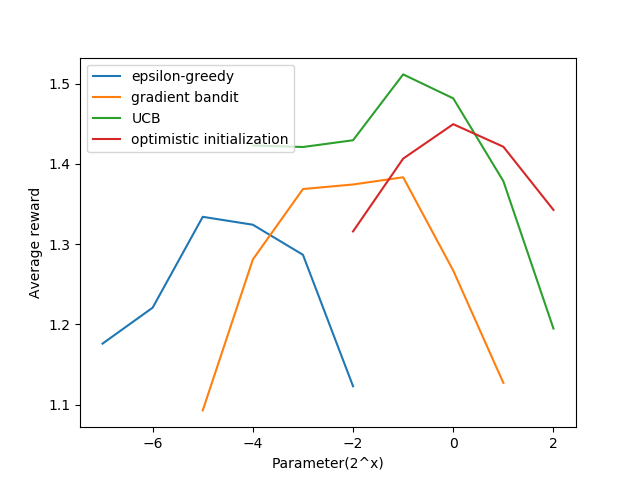 epsilon-greedy
gradient bandit
UCB
optimistic initialization
1.5
1.4
1.3
1.2
1.1
Average reward
−6
−4
−2
0
2
Parameter(2^x)